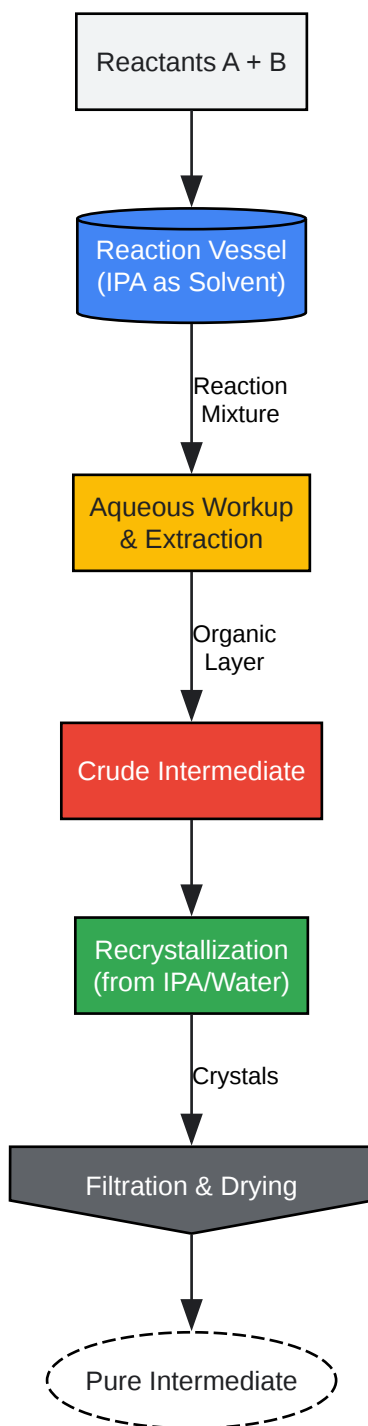 Reactants A + B
Reaction Vessel
(IPA as Solvent)
Reaction
Mixture
Aqueous Workup
& Extraction
Organic
Layer
Crude Intermediate
Recrystallization
(from IPA/Water)
Crystals
Filtration & Drying
Pure Intermediate